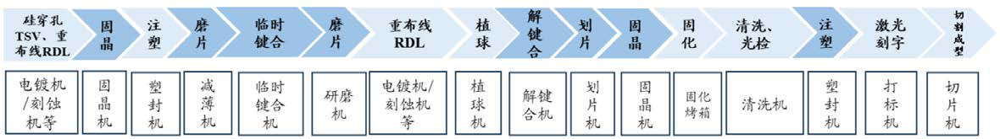 硅穿孔
TSV、重
布线RDL
固晶
注塑
磨片
临时
键合
磨片
重布线
RDL
植球
解键合
划片
固晶
固化
清洗、
光检
注塑
激光
刻字
切割成型
电镀机
/刻蚀
机等
固晶机
塑封机
减薄机
临时
键合
机
研磨
机
电镀机/
刻蚀机
等
植球机
解键
合机
划片机
固晶机
固化
烤箱
清洗机
塑封机
打标机
切片机